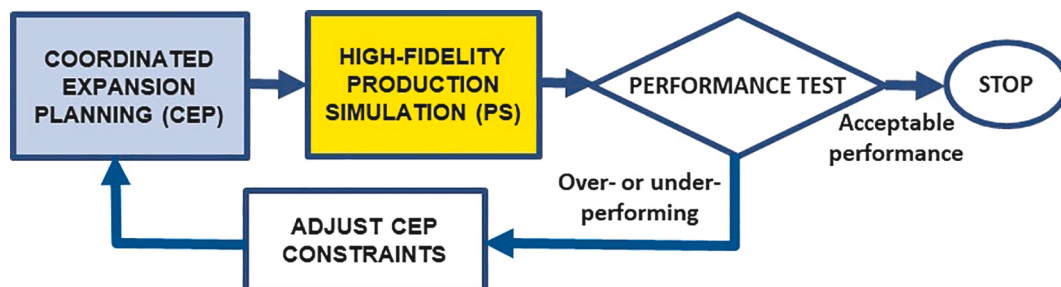 COORDINATED
EXPANSION
PLANNING (CEP)
HIGH-FIDELITY
PRODUCTION
SIMULATION (PS)
PERFORMANCE TEST
STOP
Acceptable
performance
Over- or under-
performing
ADJUST CEP
CONSTRAINTS